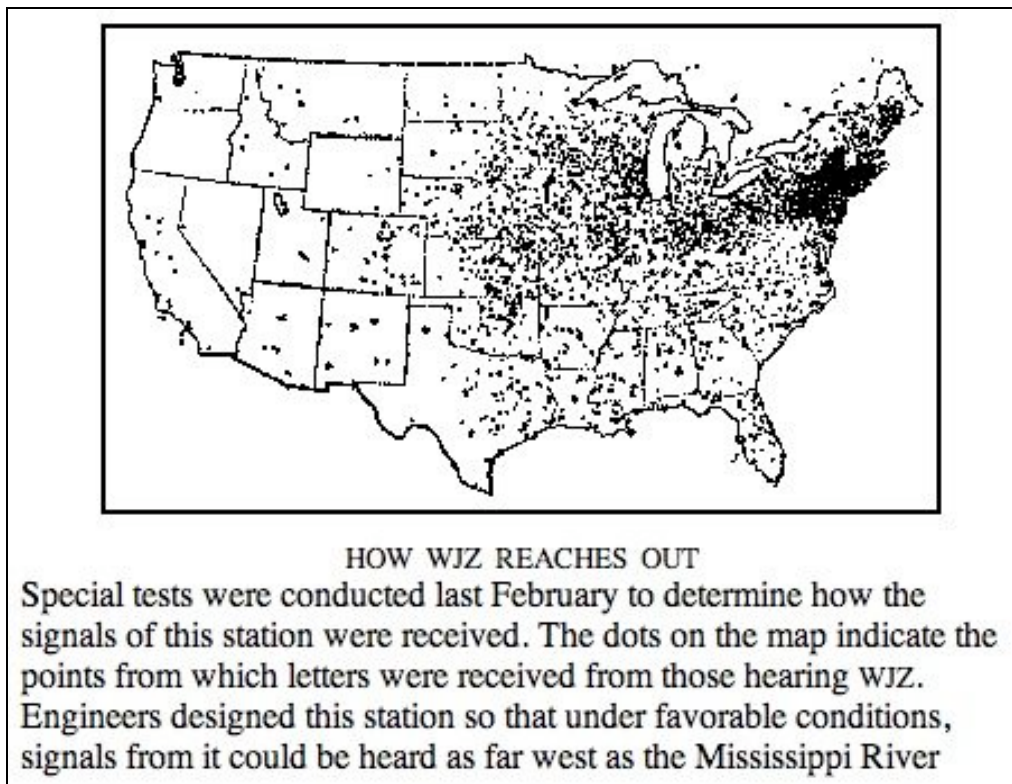 HOW WJZ REACHES OUT
Special tests were conducted last February to determine how the
signals of this station were received. The dots on the map indicate the
points from which letters were received from those hearing WJZ.
Engineers designed this station so that under favorable conditions,
signals from it could be heard as far west as the Mississippi River